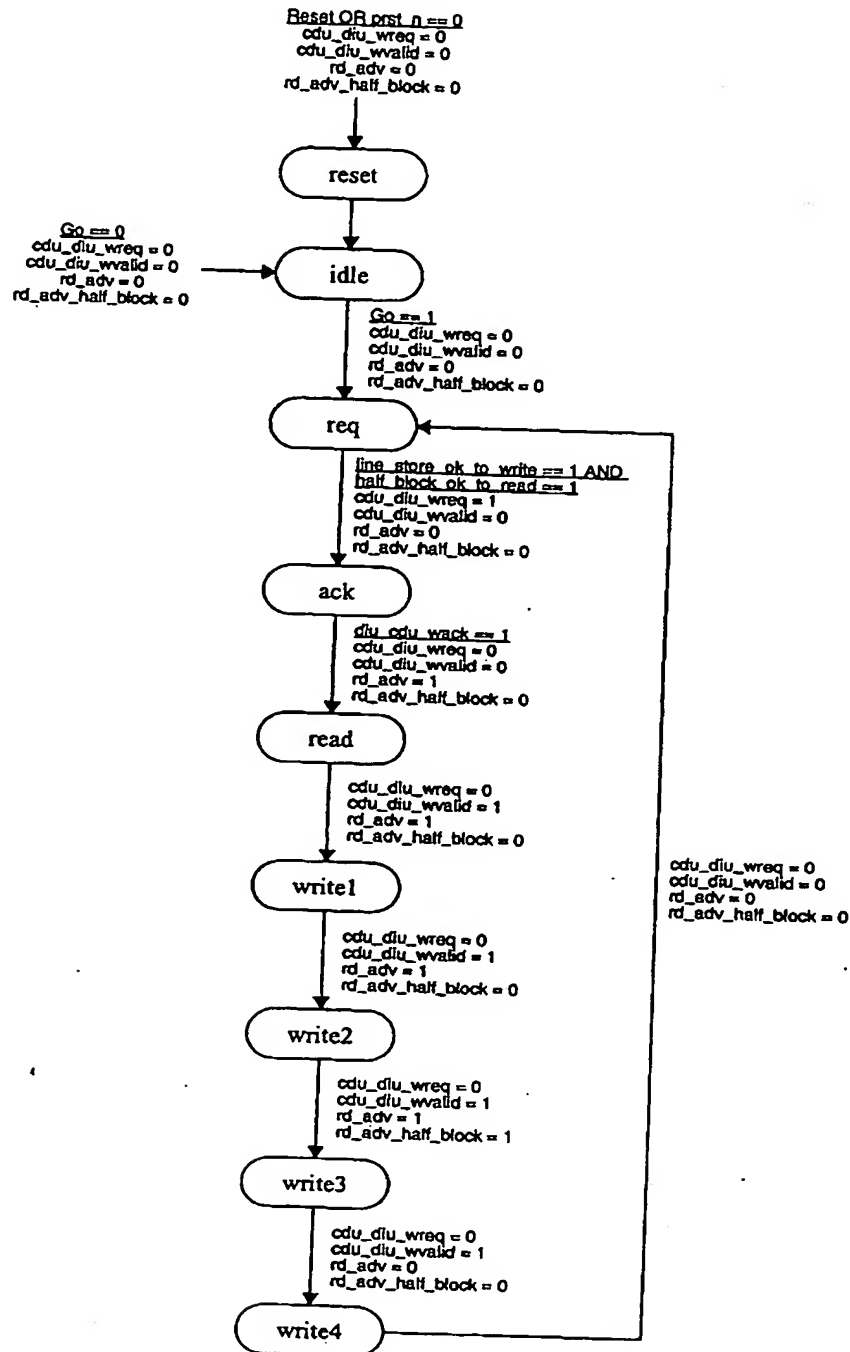 Reset OR prst_n == 0
cdu_diu_wreq = 0
cdu_diu_wvalid = 0
rd_adv = 0
rd_adv_half_block = 0
reset
Go == 0
cdu_diu_wreq = 0
cdu_diu_wvalid = 0
rd_adv = 0
rd_adv_half_block = 0
idle
Go == 1
cdu_diu_wreq = 0
cdu_diu_wvalid = 0
rd_adv = 0
rd_adv_half_block = 0
req
line_store_ok_to_write == 1 AND
half_block_ok_to_read == 1
cdu_diu_wreq = 1
cdu_diu_wvalid = 0
rd_adv = 0
rd_adv_half_block = 0
ack
diu_cdu_wack == 1
cdu_diu_wreq = 0
cdu_diu_wvalid = 0
rd_adv = 1
rd_adv_half_block = 0
read
cdu_diu_wreq = 0
cdu_diu_wvalid = 1
rd_adv = 1
rd_adv_half_block = 0
write1
cdu_diu_wreq = 0
cdu_diu_wvalid = 1
rd_adv = 1
rd_adv_half_block = 0
write2
cdu_diu_wreq = 0
cdu_diu_wvalid = 1
rd_adv = 1
rd_adv_half_block = 1
write3
cdu_diu_wreq = 0
cdu_diu_wvalid = 1
rd_adv = 0
rd_adv_half_block = 0
write4
cdu_diu_wreq = 0
cdu_diu_wvalid = 0
rd_adv = 0
rd_adv_half_block = 0